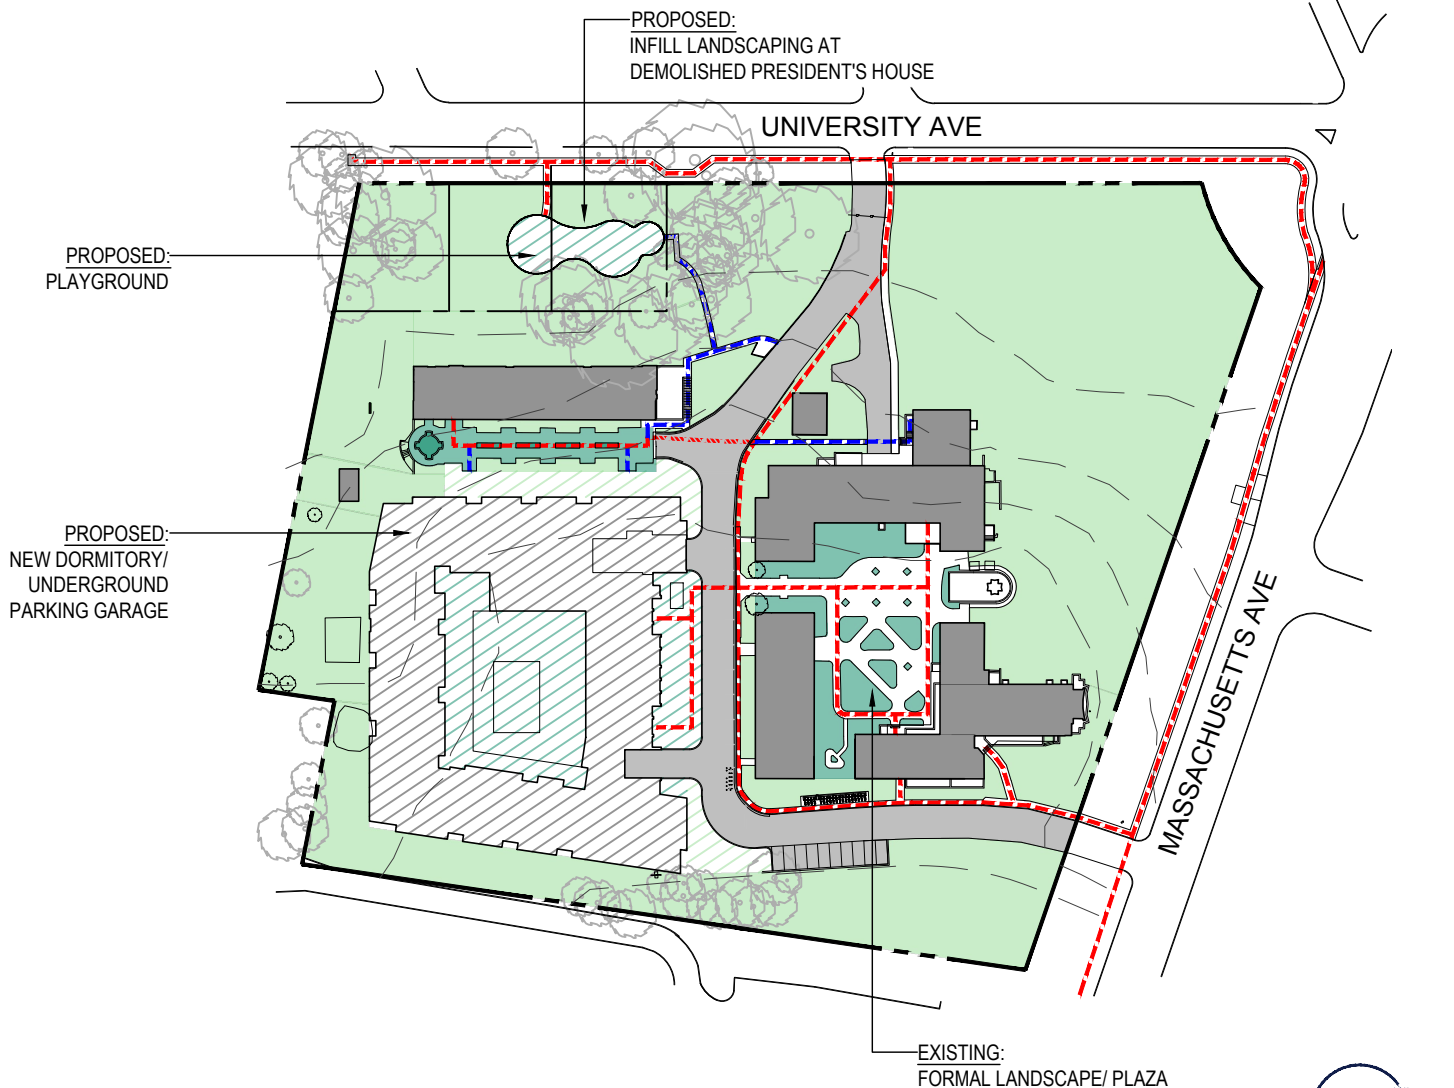 PROPOSED:
INFILL LANDSCAPING AT
DEMOLISHED PRESIDENT'S HOUSE
UNIVERSITY AVE
PROPOSED:
PLAYGROUND
PROPOSED:
NEW DORMITORY/
UNDERGROUND
PARKING GARAGE
MASSACHUSETTS AVE
EXISTING:
FORMAL LANDSCAPE/ PLAZA